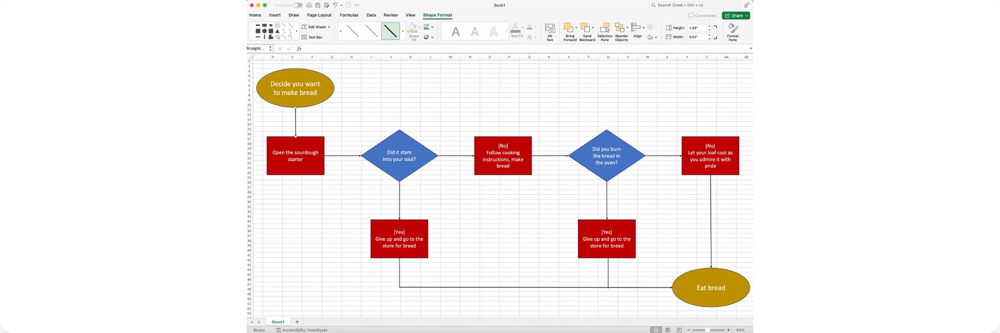 AutoSave
Book1
Search (Cmd + Ctrl + U)
Home
Insert
Draw
Page Layout
Formulas
Data
Review
View
Shape Format
Comments
Share
Edit Shape
Text Box
Shape
Fill
A
A
A
Text Fill
Alt
Text
Bring
Forward
Send
Backward
Selection
Pane
Reorder
Objects
Align
Height:
1.33"
Width:
0.01"
Format
Pane
Straight...
fx
D E F G H I J K L M N O P Q R S T U V W X Y Z AA AB
1
2
3
4
5
6
7
8
9
10
11
12
13
14
15
16
17
18
19
20
21
22
23
24
25
26
27
28
29
30
31
32
33
34
35
36
37
38
39
40
41
42
43
44
45
46
47
48
49
50
51
52
53
Decide you want
to make bread
Open the sourdough
starter
Did it stare
into your soul?
[No]
Follow cooking
instructions, make
bread
Did you burn
the bread in
the oven?
[No]
Let your loaf cool as
you admire it with
pride
[Yes]
Give up and go to the
store for bread
[Yes]
Give up and go to the
store for bread
Eat bread
Sheet1
Ready
Accessibility: Investigate
94%